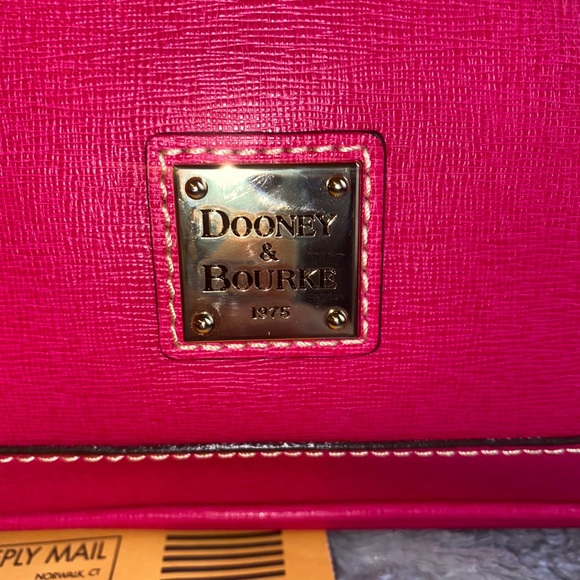 DOONEY
&
BOURKE
1975
PLY MAIL
NORWALK, CT